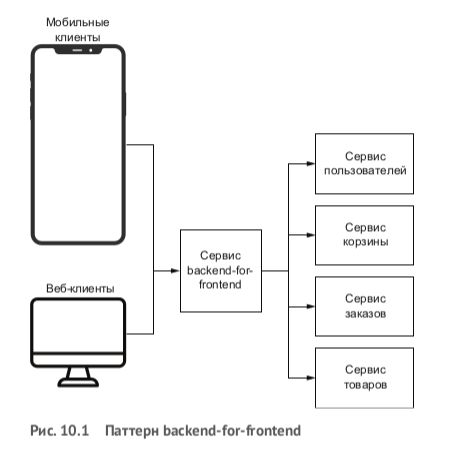 Мобильные
клиенты
Сервис
пользователей
Сервис
корзины
Сервис
backend-for-
frontend
Веб-клиенты
Сервис
заказов
Сервис
товаров
Рис. 10.1 Паттерн backend-for-frontend